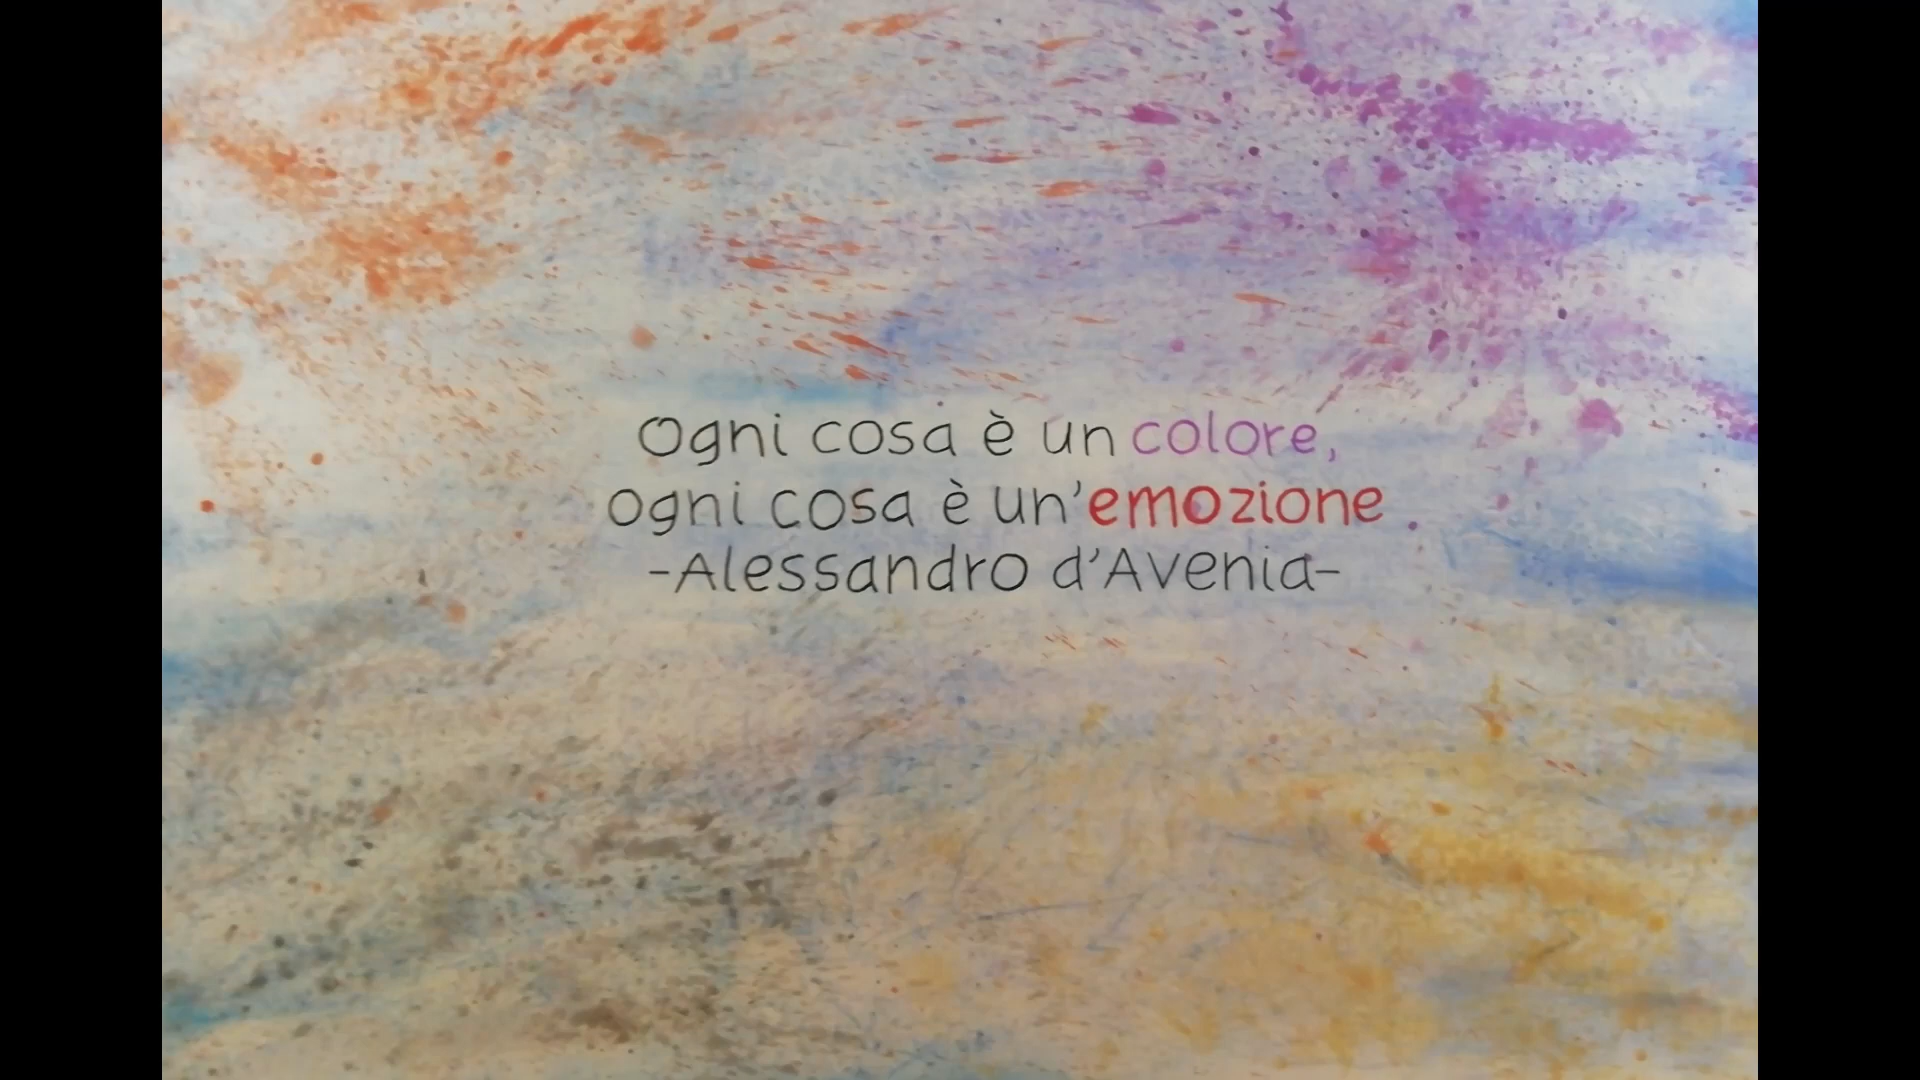 Ogni cosa è un colore,
ogni cosa è un'emozione
-Alessandro d'Avenia-